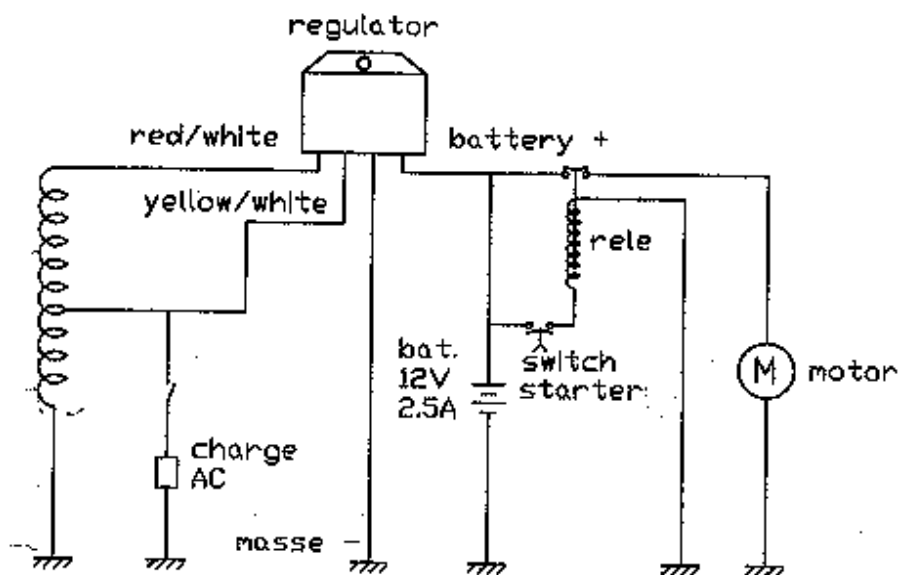 regulator
red/white
battery +
yellow/white
rele
bat.
12V
2.5A
switch
starter
M
motor
charge
AC
masse -